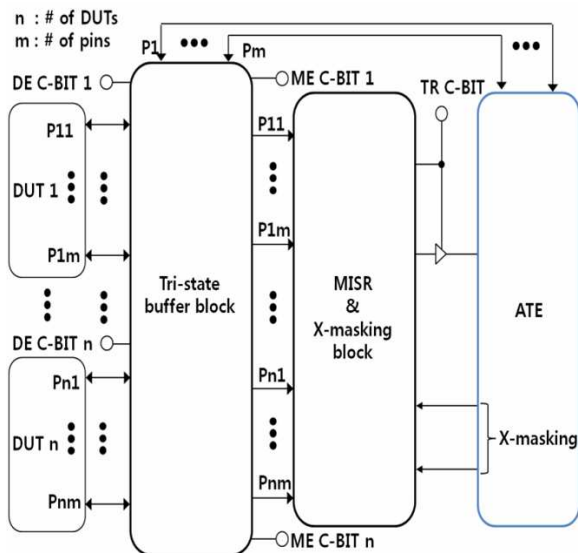 n : # of DUTs
m : # of pins
P1
Pm
DE C-BIT 1
ME C-BIT 1
TR C-BIT
P11
DUT 1
P1m
P11
P1m
Tri-state
buffer block
MISR
&
X-masking
block
ATE
DE C-BIT n
Pn1
DUT n
Pnm
Pn1
Pnm
X-masking
ME C-BIT n